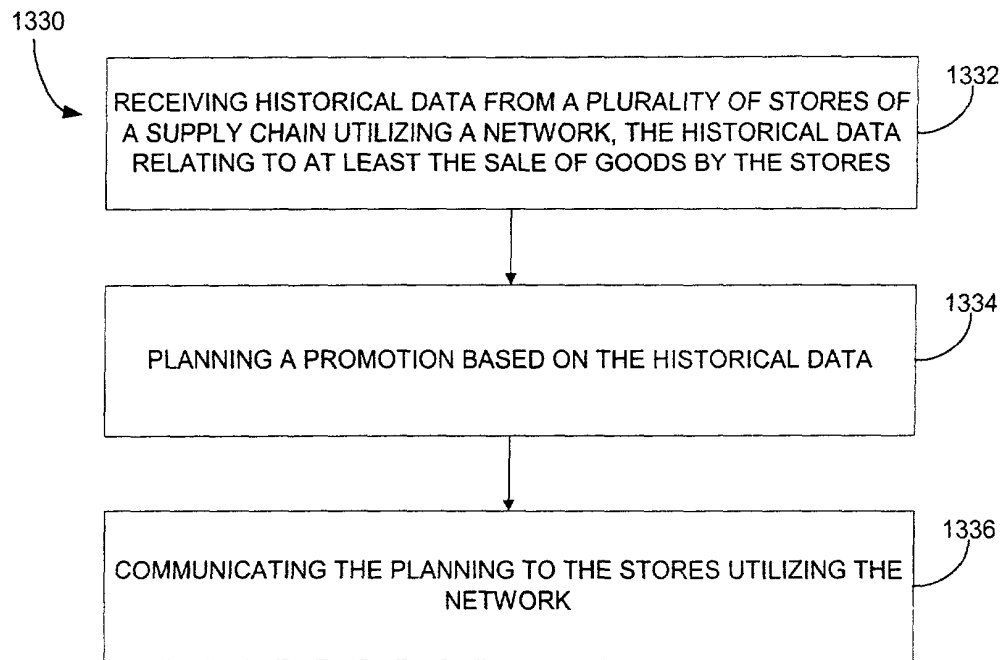 1330
1332
RECEIVING HISTORICAL DATA FROM A PLURALITY OF STORES OF
A SUPPLY CHAIN UTILIZING A NETWORK, THE HISTORICAL DATA
RELATING TO AT LEAST THE SALE OF GOODS BY THE STORES
1334
PLANNING A PROMOTION BASED ON THE HISTORICAL DATA
1336
COMMUNICATING THE PLANNING TO THE STORES UTILIZING THE
NETWORK